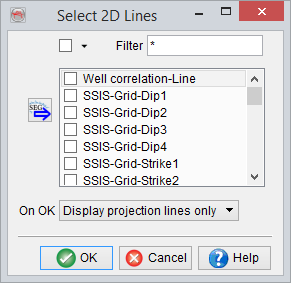 Select 2D Lines
Filter *
Well correlation-Line
SSIS-Grid-Dip1
SSIS-Grid-Dip2
SSIS-Grid-Dip3
SSIS-Grid-Dip4
SSIS-Grid-Strike1
SSIS-Grid-Strike2
SEG
On OK Display projection lines only
OK Cancel Help